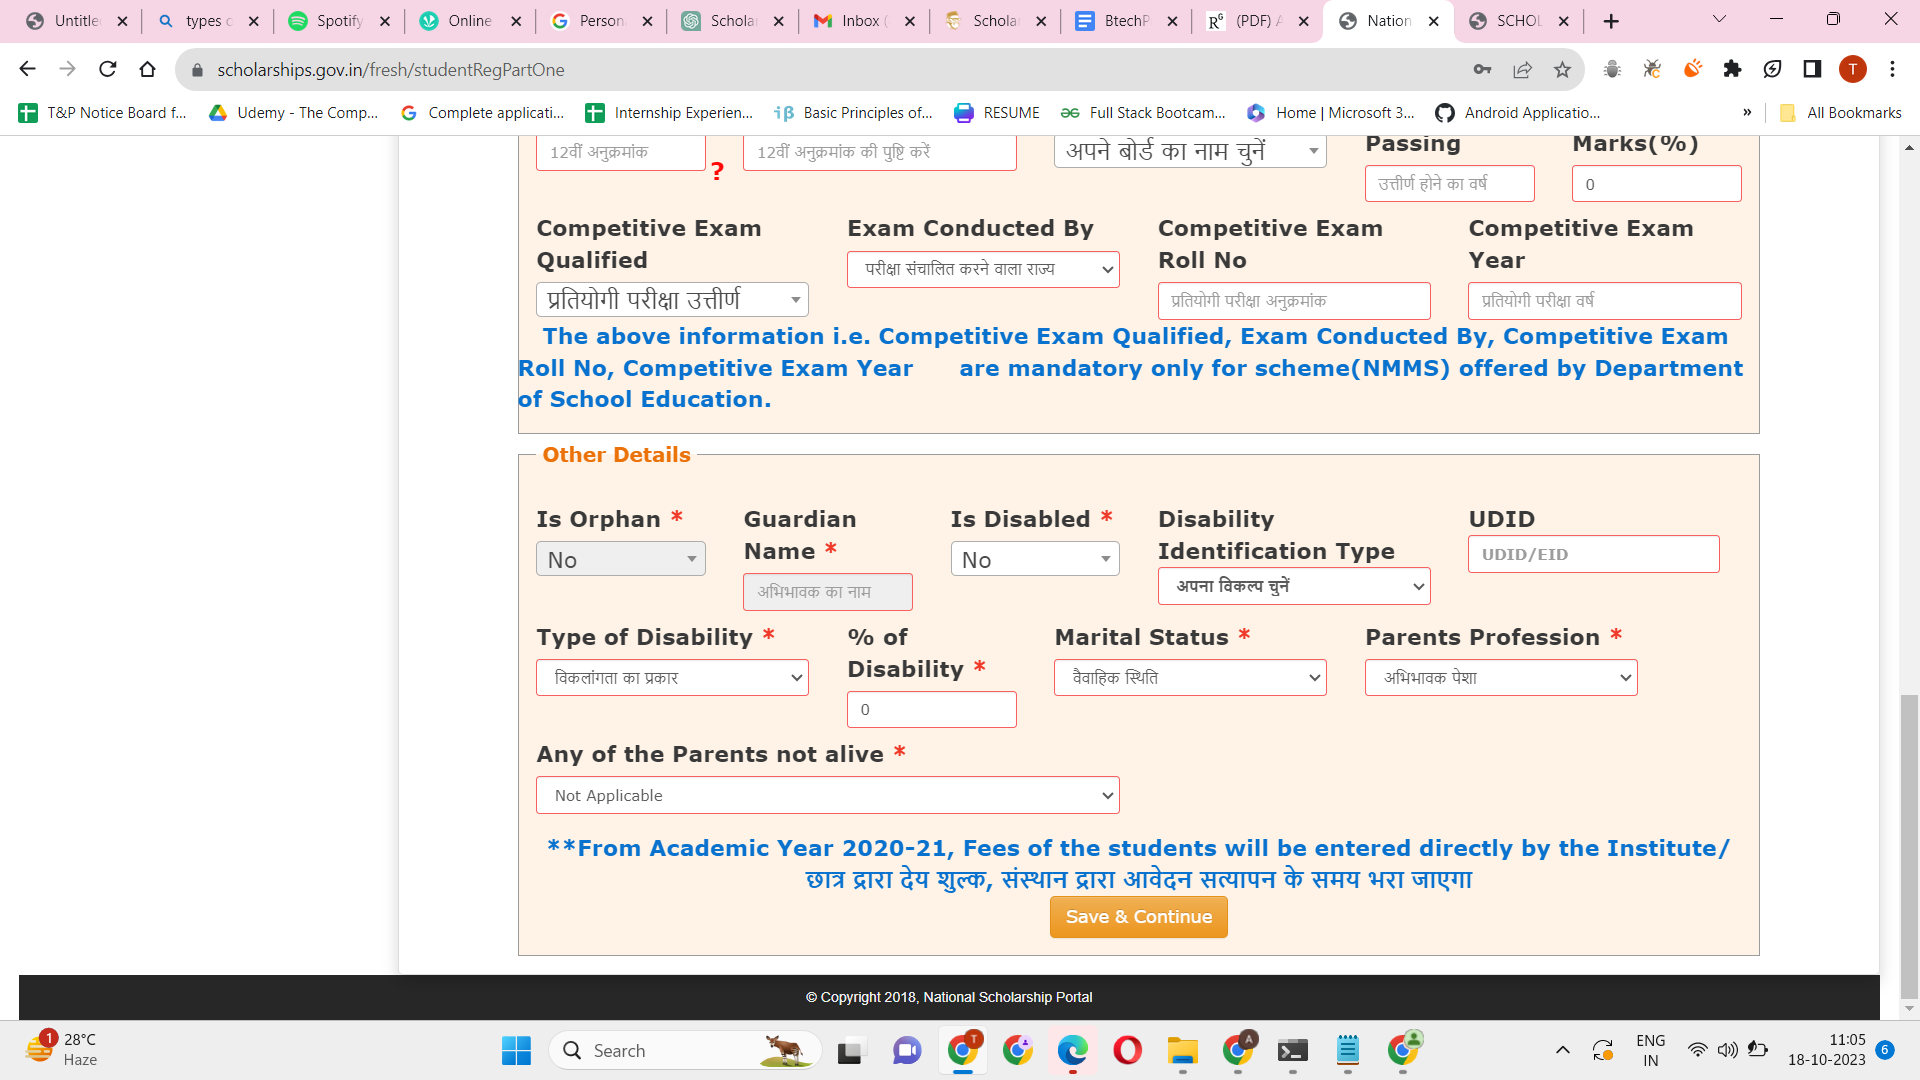 Untitle
types c
Spotify
Online
Person
Scholar
Inbox (
Scholar
BtechP
(PDF) A
Nation
SCHOL
scholarships.gov.in/fresh/studentRegPartOne
T
T&P Notice Board f...
Udemy - The Comp...
Complete applicati...
Internship Experien...
Basic Principles of...
RESUME
Full Stack Bootcam...
Home | Microsoft 3...
Android Applicatio...
»
All Bookmarks
Passing
Marks(%)
12वीं अनुक्रमांक
?
12वीं अनुक्रमांक की पुष्टि करें
अपने बोर्ड का नाम चुनें
उत्तीर्ण होने का वर्ष
0
Competitive Exam Qualified
Exam Conducted By
Competitive Exam Roll No
Competitive Exam Year
प्रतियोगी परीक्षा उत्तीर्ण
परीक्षा संचालित करने वाला राज्य
प्रतियोगी परीक्षा अनुक्रमांक
प्रतियोगी परीक्षा वर्ष
The above information i.e. Competitive Exam Qualified, Exam Conducted By, Competitive Exam
Roll No, Competitive Exam Year are mandatory only for scheme(NMMS) offered by Department
of School Education.
Other Details
Is Orphan *
No
Guardian
Name *
अभिभावक का नाम
Is Disabled *
No
Disability
Identification Type
अपना विकल्प चुनें
UDID
UDID/EID
Type of Disability *
विकलांगता का प्रकार
% of
Disability *
0
Marital Status *
वैवाहिक स्थिति
Parents Profession *
अभिभावक पेशा
Any of the Parents not alive *
Not Applicable
**From Academic Year 2020-21, Fees of the students will be entered directly by the Institute/
छात्र द्रारा देय शुल्क, संस्थान द्रारा आवेदन सत्यापन के समय भरा जाएगा
Save & Continue
© Copyright 2018, National Scholarship Portal
1
28°C
Haze
Search
T
A
ENG
IN
11:05
18-10-2023
6